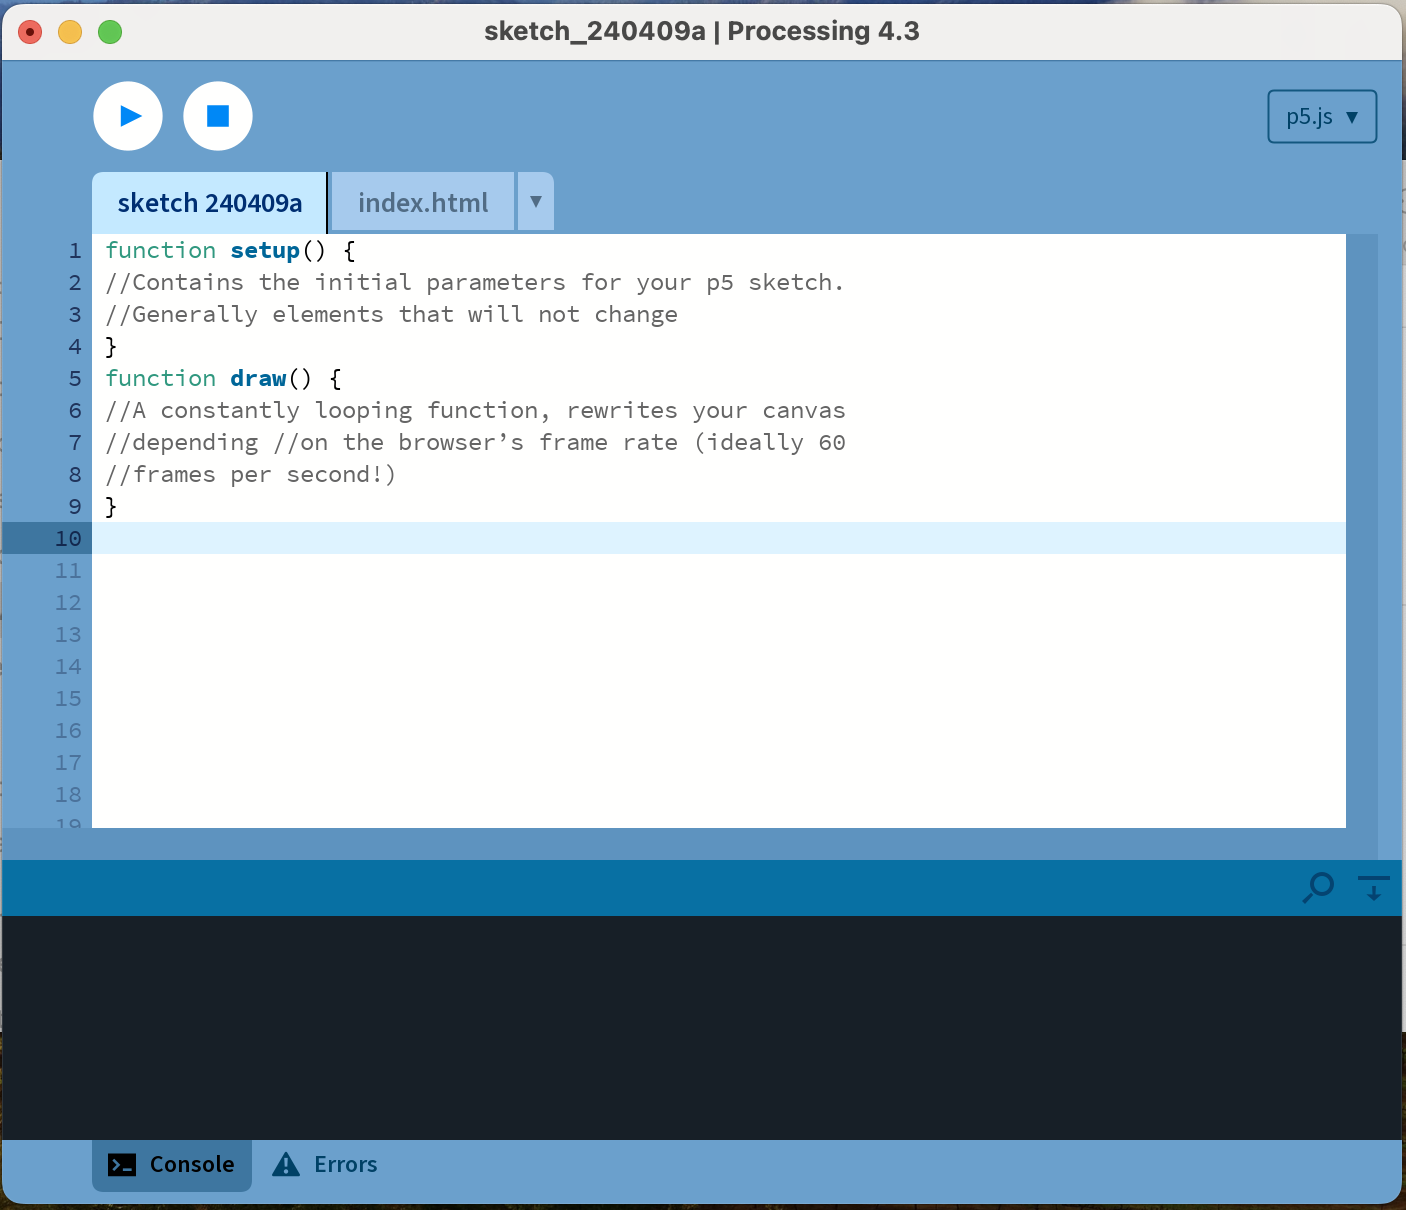 sketch_240409a | Processing 4.3
p5.js ▼
sketch 240409a
index.html
▼
1 function setup() {
2 //Contains the initial parameters for your p5 sketch.
3 //Generally elements that will not change
4 }
5 function draw() {
6 //A constantly looping function, rewrites your canvas
7 //depending //on the browser’s frame rate (ideally 60
8 //frames per second!)
9 }
10
11
12
13
14
15
16
17
18
19
Console
Errors